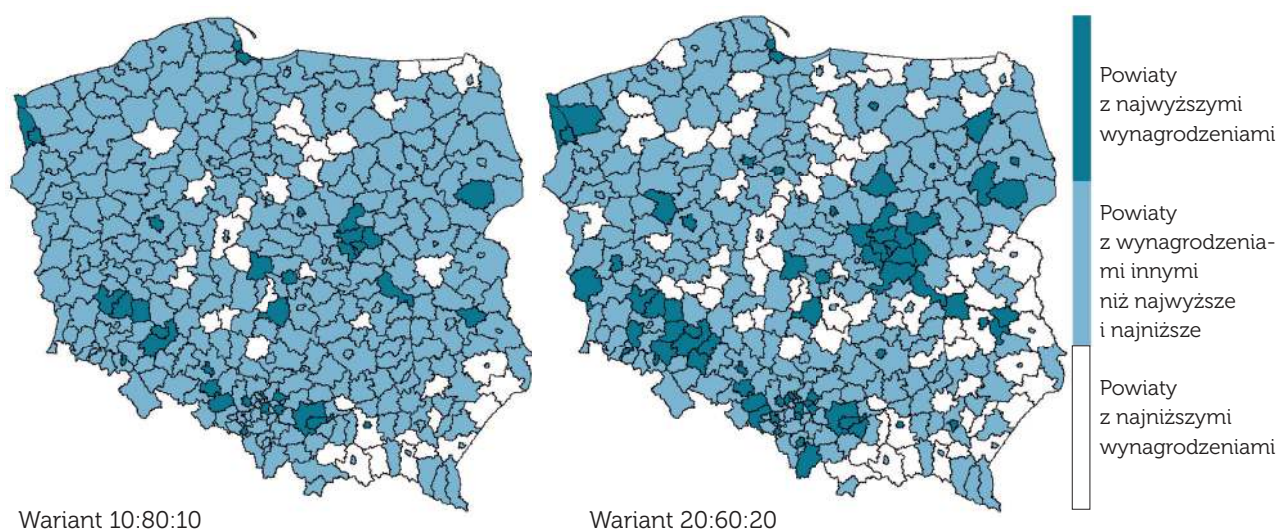 Powiaty
z najwyższymi
wynagrodzeniami
Powiaty
z wynagrodzenia-
mi innymi
niż najwyższe
i najniższe
Powiaty
z najniższymi
wynagrodzeniami
Wariant 10:80:10
Wariant 20:60:20